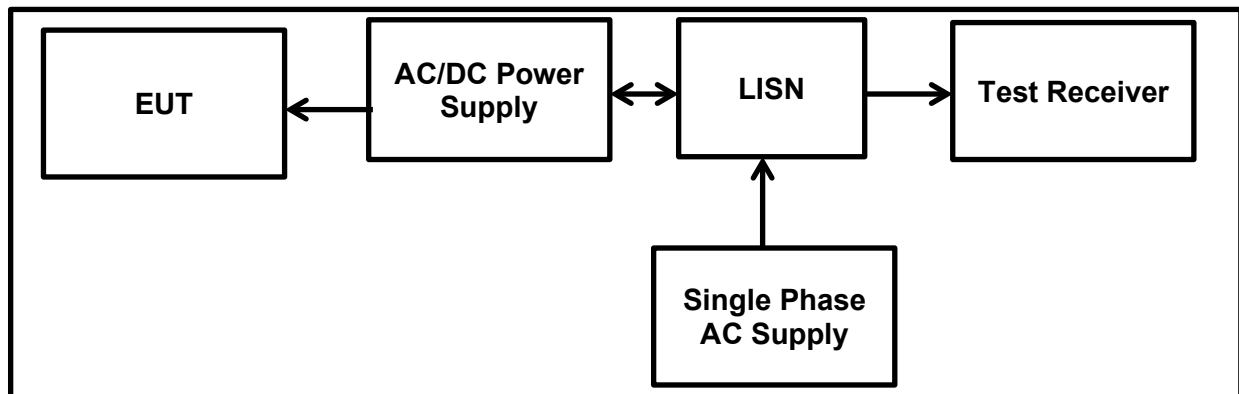 EUT
AC/DC Power
Supply
LISN
Test Receiver
Single Phase
AC Supply